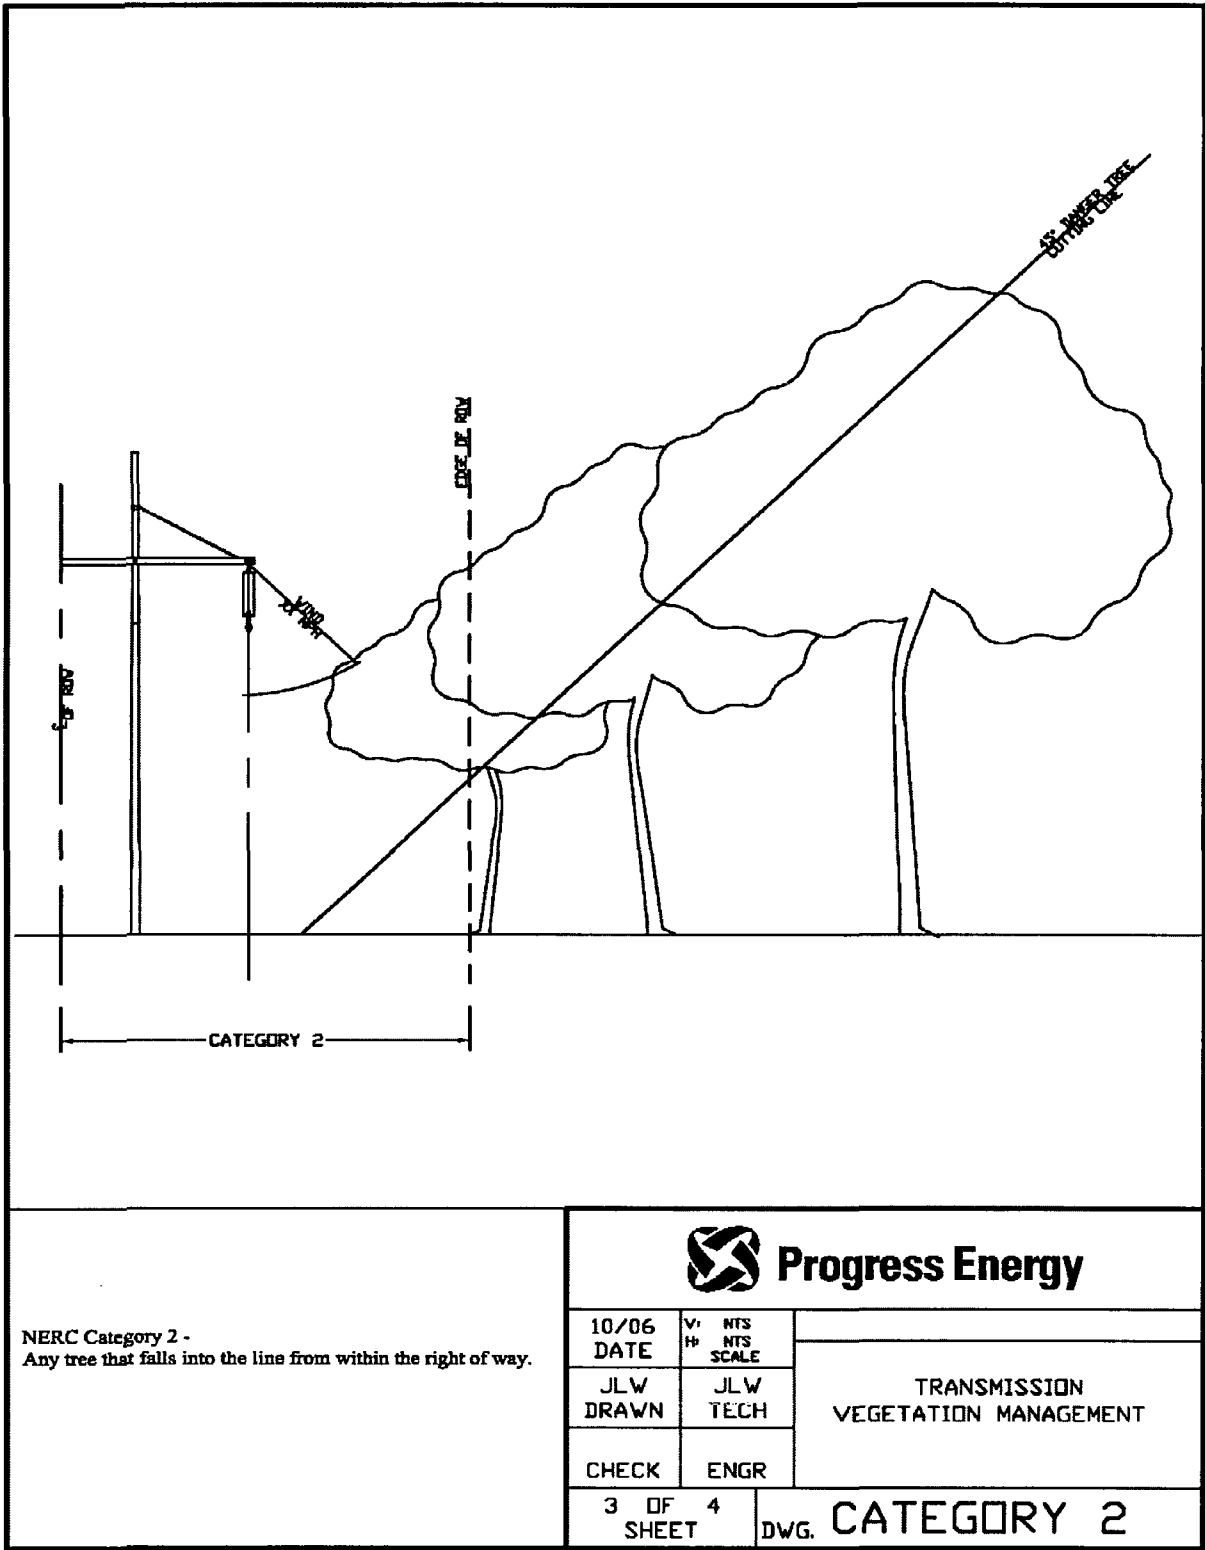 45° DANGER TREE
CUTTING LINE
EDGE OF ROW
WIND
MPH
℄ OF ROW
CATEGORY 2
NERC Category 2 -
Any tree that falls into the line from within the right of way.
Progress Energy
10/06
DATE
V: NTS
H: NTS
SCALE
JLW
DRAWN
JLW
TECH
TRANSMISSION
VEGETATION MANAGEMENT
CHECK
ENGR
3 OF 4
SHEET
DWG. CATEGORY 2